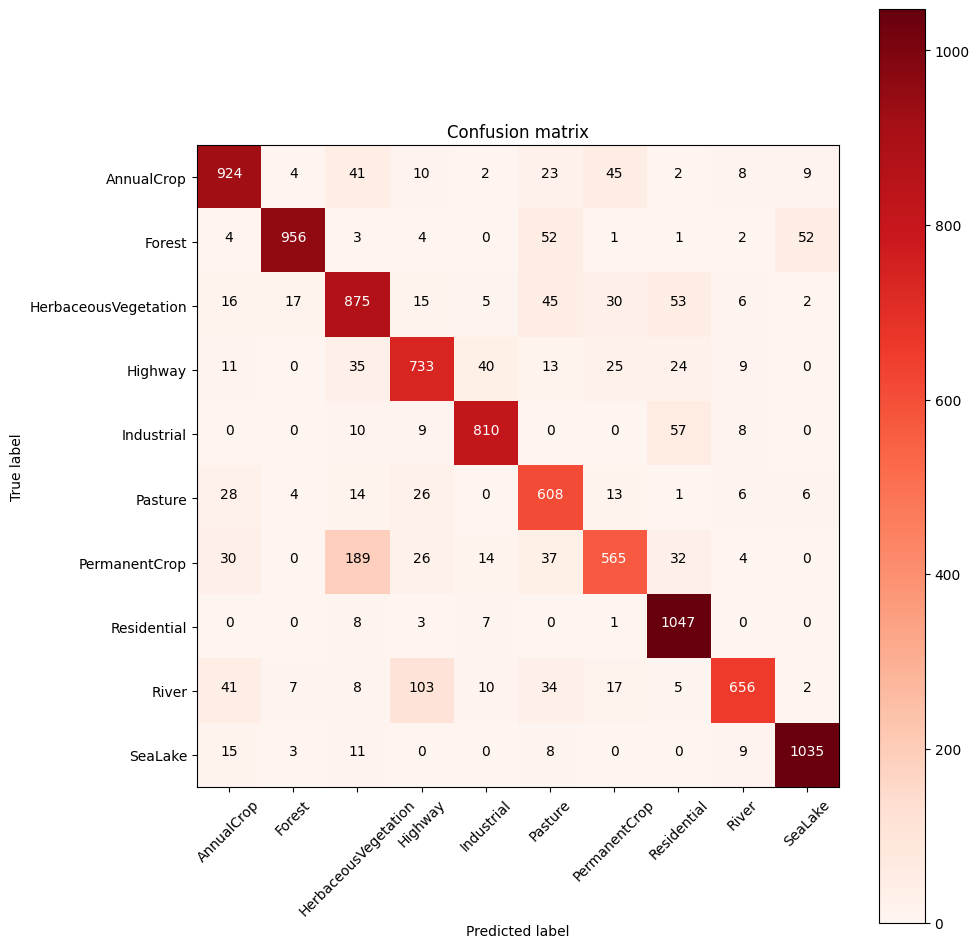 Confusion matrix
AnnualCrop 924 4 41 10 2 23 45 2 8 9
Forest 4 956 3 4 0 52 1 1 2 52
HerbaceousVegetation 16 17 875 15 5 45 30 53 6 2
Highway 11 0 35 733 40 13 25 24 9 0
Industrial 0 0 10 9 810 0 0 57 8 0
Pasture 28 4 14 26 0 608 13 1 6 6
PermanentCrop 30 0 189 26 14 37 565 32 4 0
Residential 0 0 8 3 7 0 1 1047 0 0
River 41 7 8 103 10 34 17 5 656 2
SeaLake 15 3 11 0 0 8 0 0 9 1035
AnnualCrop Forest HerbaceousVegetation Highway Industrial Pasture PermanentCrop Residential River SeaLake
True label
Predicted label
1000
800
600
400
200
0